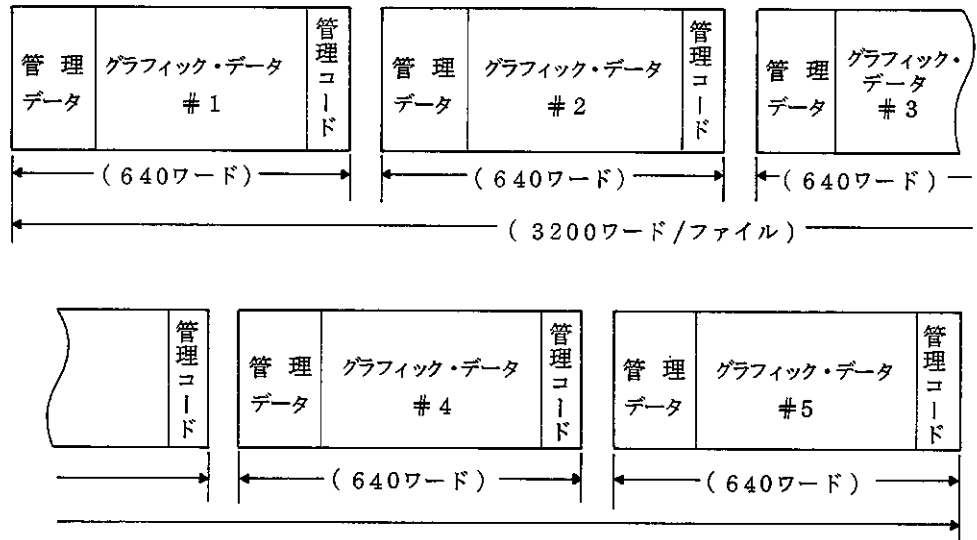 管理データ
グラフィック・データ
#1
管理コード
管理データ
グラフィック・データ
#2
管理コード
管理データ
グラフィック・データ
#3
(640ワード)
(640ワード)
(640ワード)
(3200ワード/ファイル)
管理コード
管理データ
グラフィック・データ
#4
管理コード
管理データ
グラフィック・データ
#5
管理コード
(640ワード)
(640ワード)